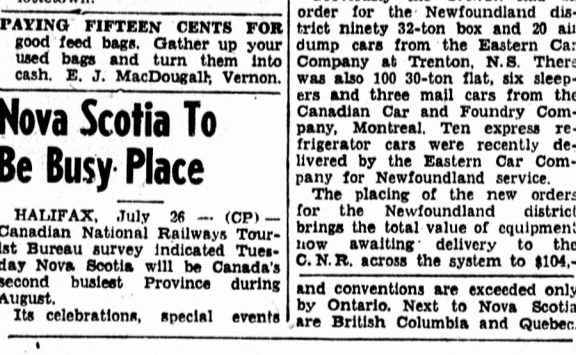 PAYING FIFTEEN CENTS FOR
good feed bags. Gather up your
used bags and turn them into
cash. E. J. MacDougall, Vernon.
Nova Scotia To
Be Busy Place
HALIFAX, July 26 — (CP) —
Canadian National Railways Tour-
ist Bureau survey indicated Tues-
day Nova Scotia will be Canada's
second busiest Province during
August.
Its celebrations, special events
order for the Newfoundland dis-
trict ninety 32-ton box and 20 air
dump cars from the Eastern Car
Company at Trenton, N. S. There
was also 100 30-ton flat, six sleep-
ers and three mail cars from the
Canadian Car and Foundry Com-
pany, Montreal. Ten express re-
frigerator cars were recently de-
livered by the Eastern Car Com-
pany for Newfoundland service.
The placing of the new orders
for the Newfoundland district
brings the total value of equipment
now awaiting delivery to the
C.N.R. across the system to $104,-
and conventions are exceeded only
by Ontario. Next to Nova Scotia
are British Columbia and Quebec.